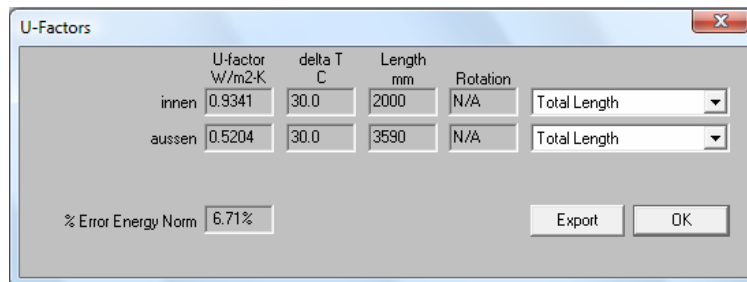 U-Factors
U-factor delta T Length
W/m2-K C mm Rotation
innen 0.9341 30.0 2000 N/A Total Length
aussen 0.5204 30.0 3590 N/A Total Length
% Error Energy Norm 6.71% Export OK